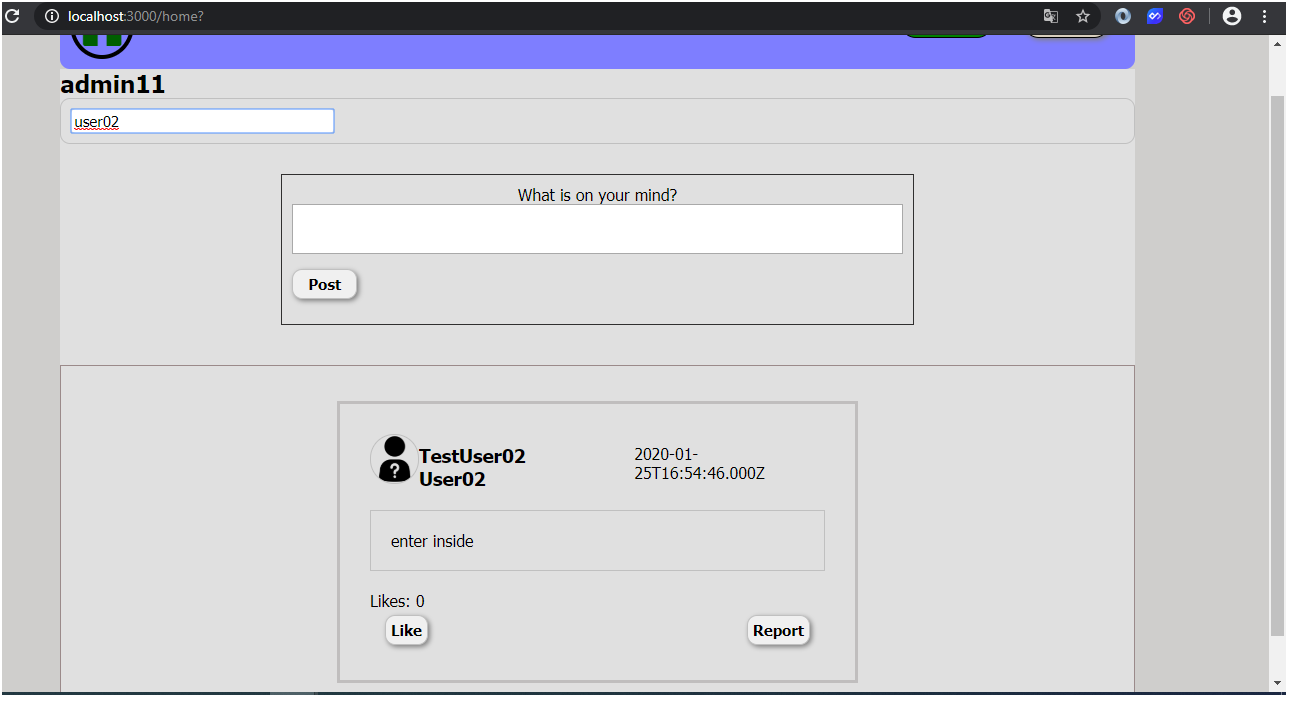 localhost:3000/home?
admin11
user02
What is on your mind?
Post
TestUser02
User02
2020-01-
25T16:54:46.000Z
enter inside
Likes: 0
Like
Report